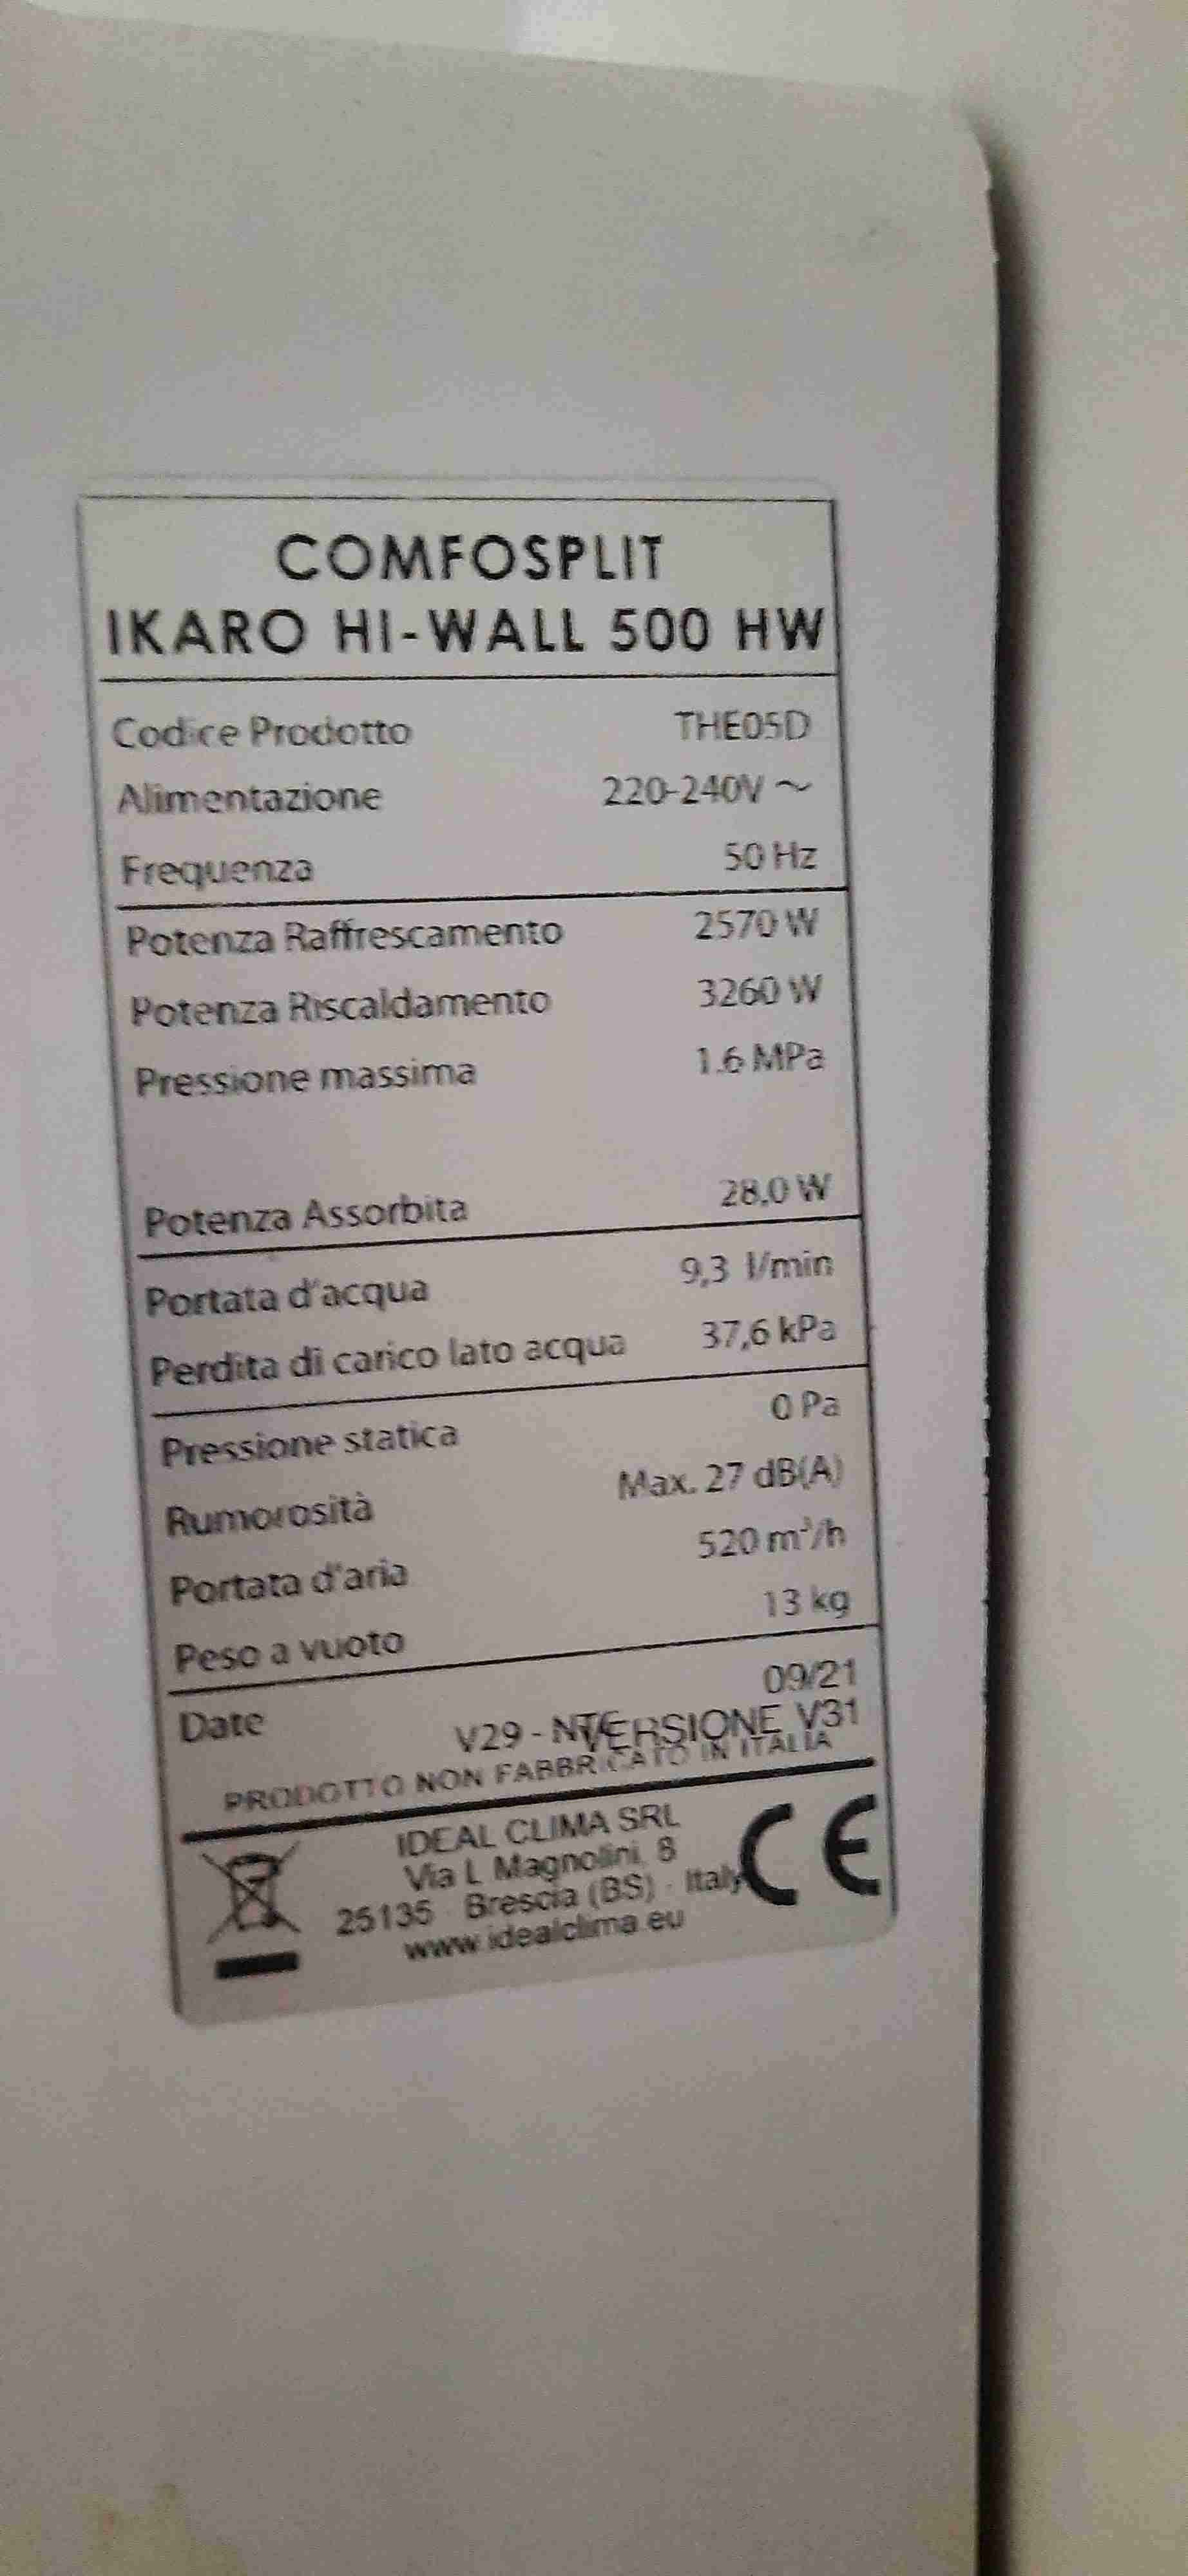 COMFOSPLIT
IKARO HI-WALL 500 HW
Codice Prodotto THE05D
Alimentazione 220-240V ~
Frequenza 50 Hz
Potenza Raffrescamento 2570 W
Potenza Riscaldamento 3260 W
Pressione massima 1.6 MPa
Potenza Assorbita 28,0 W
Portata d'acqua 9,3 l/min
Perdita di carico lato acqua 37,6 kPa
Pressione statica 0 Pa
Rumorosità Max. 27 dB(A)
Portata d'aria 520 m³/h
Peso a vuoto 13 kg
Date 09/21
V29 - VERSIONE V31
PRODOTTO NON FABBRICATO IN ITALIA
IDEAL CLIMA SRL
Via L Magnolini, 8
25135 - Brescia (BS) - Italy
www.idealclima.eu
CE